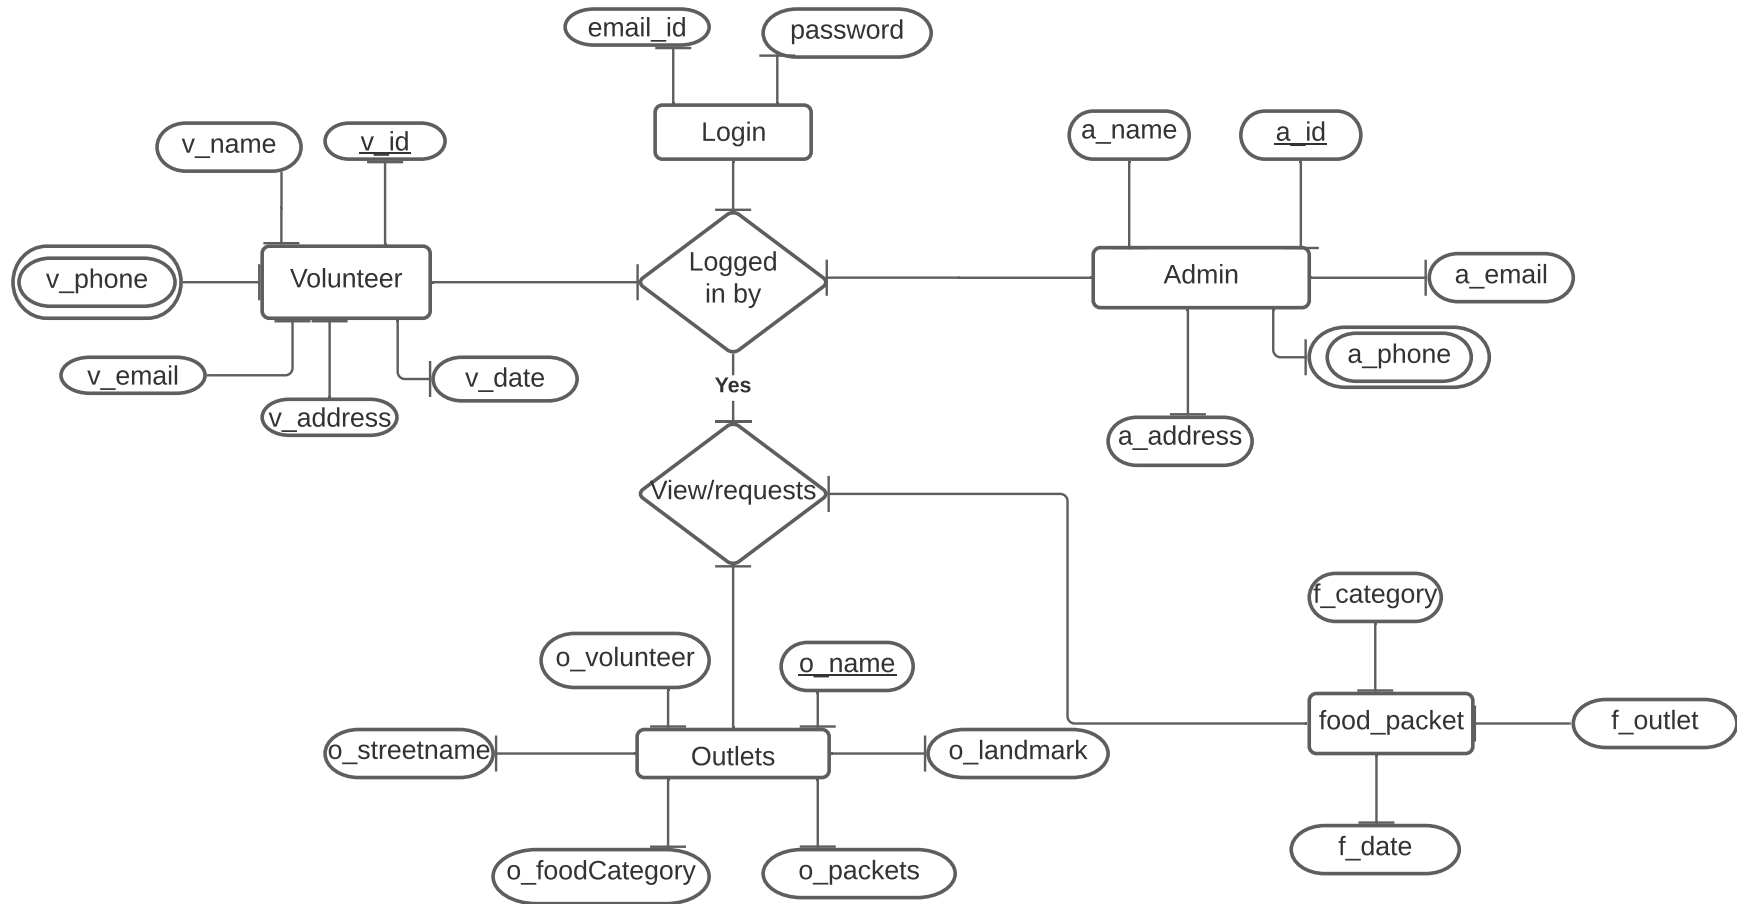 email_id
password
Login
v_name
v_id
a_name
a_id
v_phone
Volunteer
Logged
in by
Admin
a_email
v_email
v_address
v_date
Yes
a_phone
a_address
View/requests
f_category
o_volunteer
o_name
food_packet
f_outlet
o_streetname
Outlets
o_landmark
f_date
o_foodCategory
o_packets